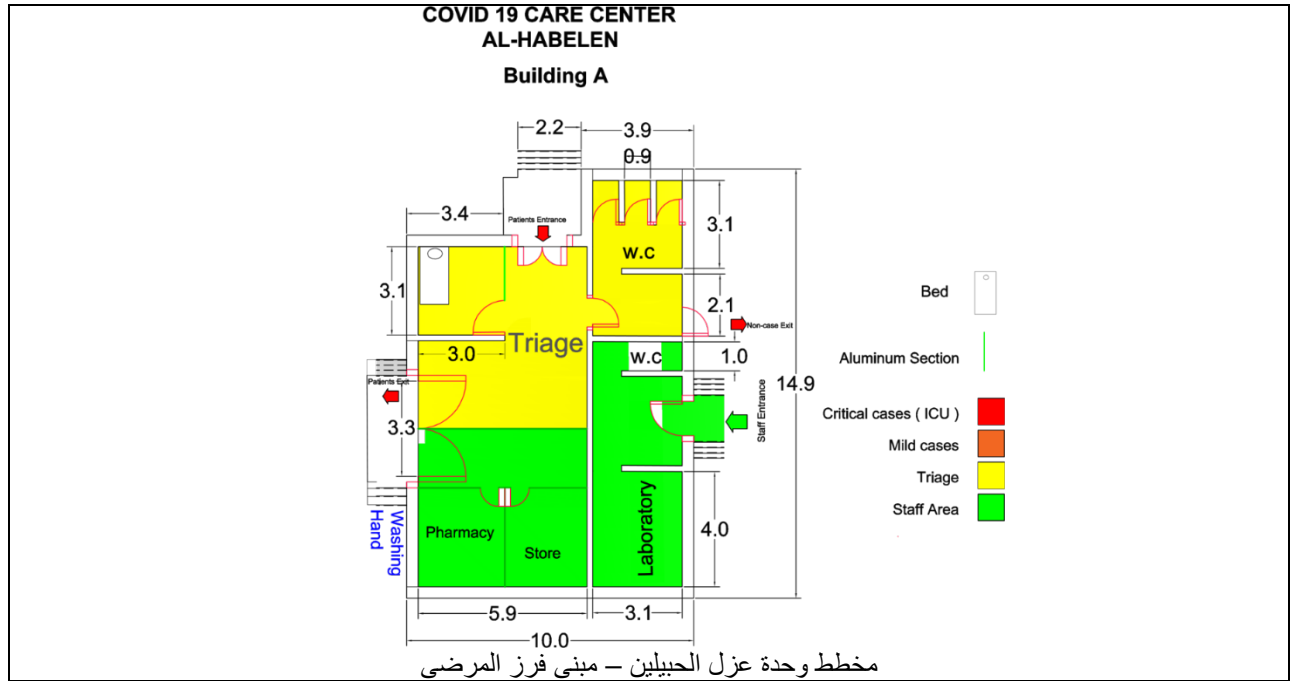 COVID 19 CARE CENTER
AL-HABELEN
Building A
2.2
3.9
0.9
3.4
Patients Entrance
3.1
W.C
3.1
2.1
Non-case Exit
Triage
3.0
W.C
1.0
14.9
Patients Exit
3.3
Staff Entrance
Pharmacy
Store
Laboratory
4.0
Washing
Hand
5.9
3.1
10.0
Bed
Aluminum Section
Critical cases ( ICU )
Mild cases
Triage
Staff Area
مخطط وحدة عزل الحبيلين – مبنى فرز المرضى